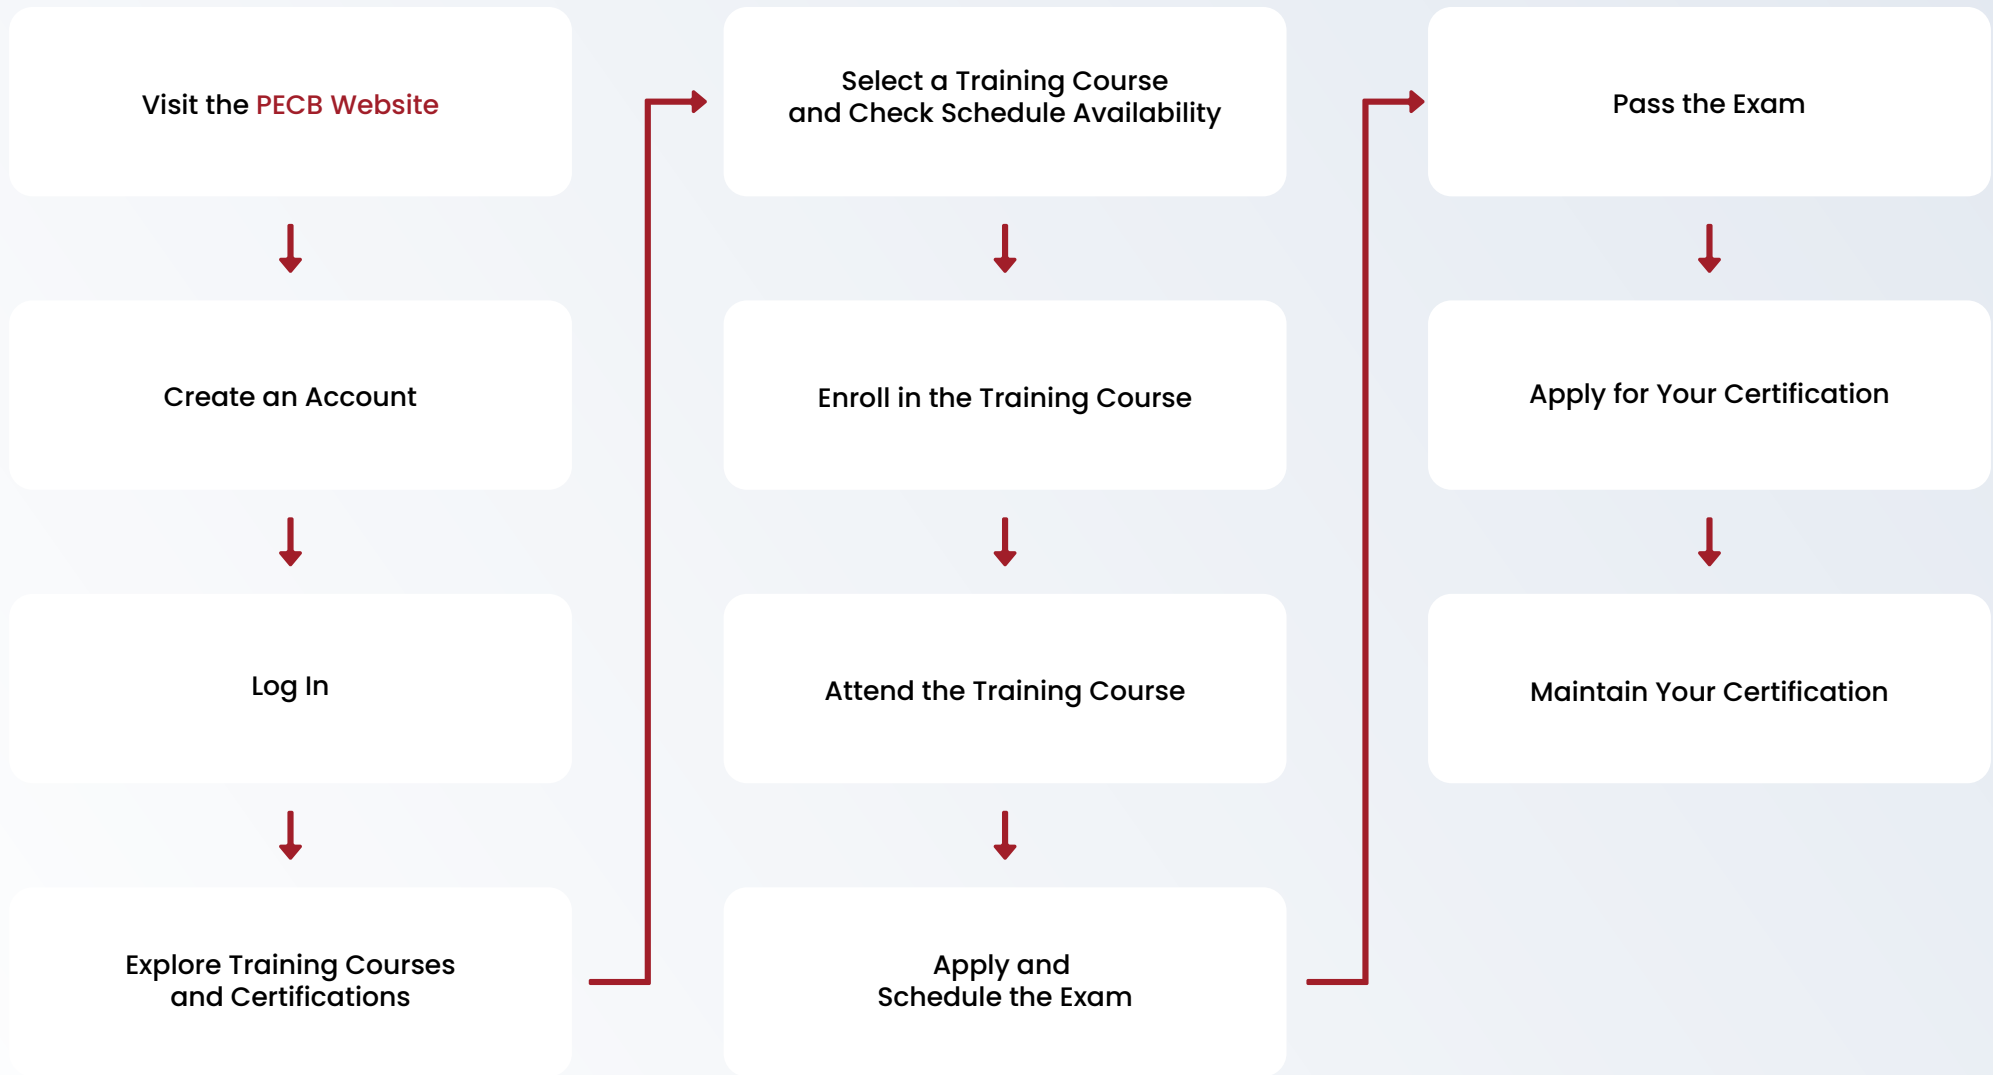 Visit the PECB Website
Create an Account
Log In
Explore Training Courses
and Certifications
Select a Training Course
and Check Schedule Availability
Enroll in the Training Course
Attend the Training Course
Apply and
Schedule the Exam
Pass the Exam
Apply for Your Certification
Maintain Your Certification